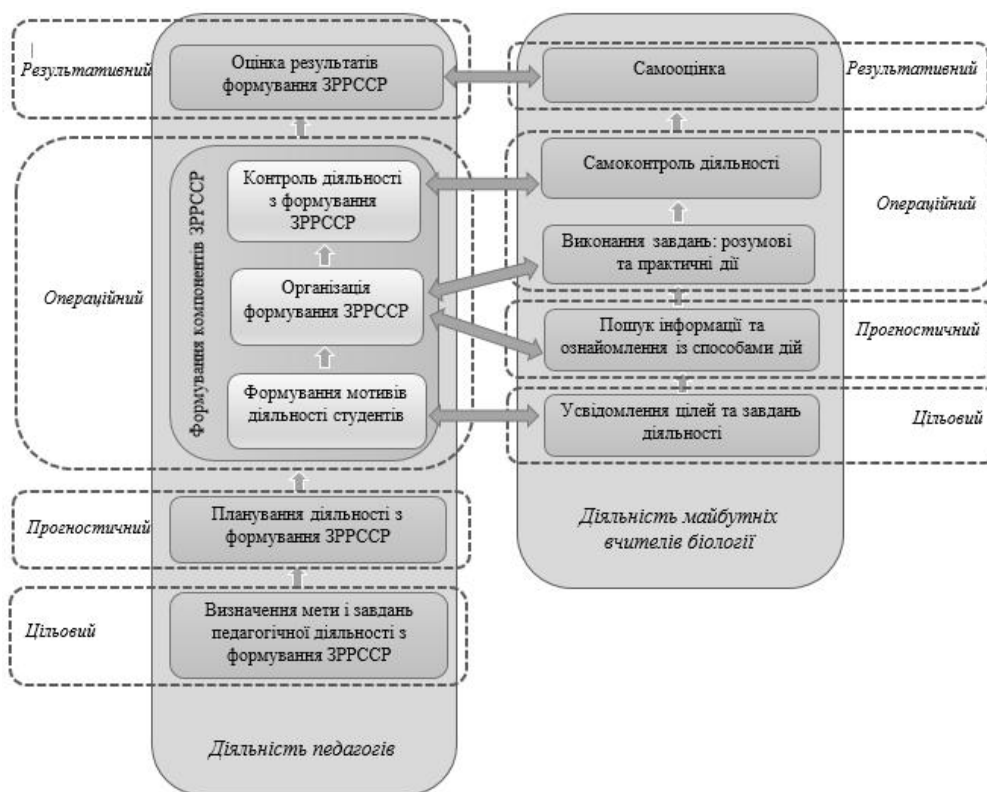 Результативний
Оцінка результатів
формування ЗРРССР
Самооцінка
Результативний
Операційний
Формування компонентів ЗРРССР
Контроль діяльності
з формування
ЗРРССР
Організація
формування ЗРРССР
Формування мотивів
діяльності студентів
Самоконтроль діяльності
Виконання завдань: розумові
та практичні дії
Операційний
Пошук інформації та
ознайомлення із способами дій
Прогностичний
Усвідомлення цілей та завдань
діяльності
Цільовий
Прогностичний
Планування діяльності з
формування ЗРРССР
Діяльність майбутніх
вчителів біології
Цільовий
Визначення мети і завдань
педагогічної діяльності з
формування ЗРРССР
Діяльність педагогів